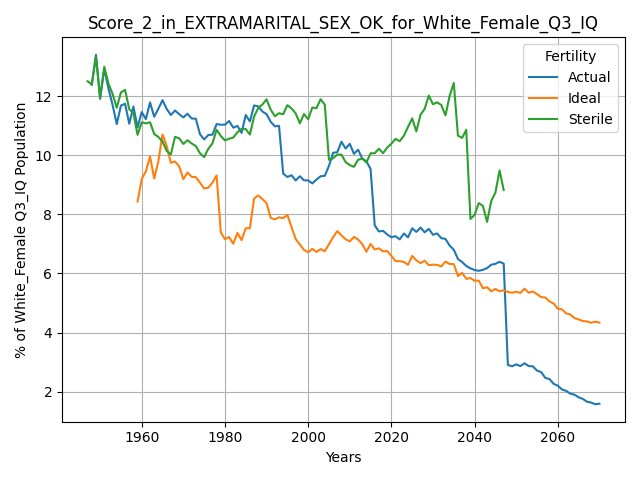 Score_2_in_EXTRAMARITAL_SEX_OK_for_White_Female_Q3_IQ
% of White_Female Q3_IQ Population
12
10
8
6
4
2
Fertility
Actual
Ideal
Sterile
1960
1980
2000
2020
2040
2060
Years